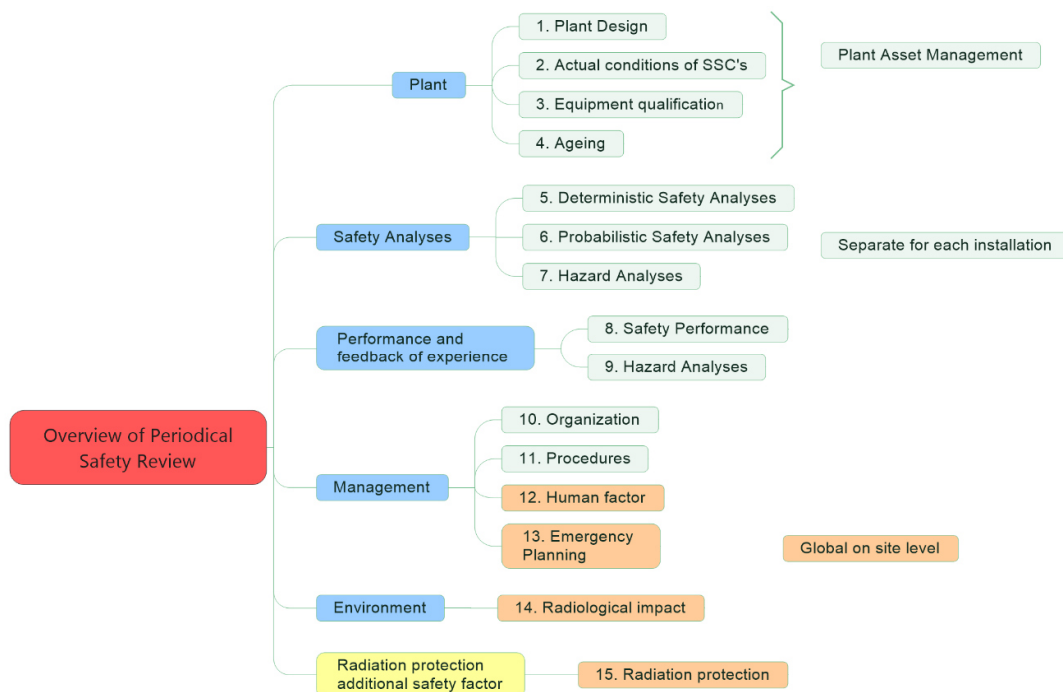 1. Plant Design
2. Actual conditions of SSC's
Plant Asset Management
Plant
3. Equipment qualification
4. Ageing
5. Deterministic Safety Analyses
Safety Analyses
6. Probabilistic Safety Analyses
Separate for each installation
7. Hazard Analyses
Performance and
feedback of experience
8. Safety Performance
9. Hazard Analyses
Overview of Periodical
Safety Review
10. Organization
11. Procedures
Management
12. Human factor
13. Emergency
Planning
Global on site level
Environment
14. Radiological impact
Radiation protection
additional safety factor
15. Radiation protection